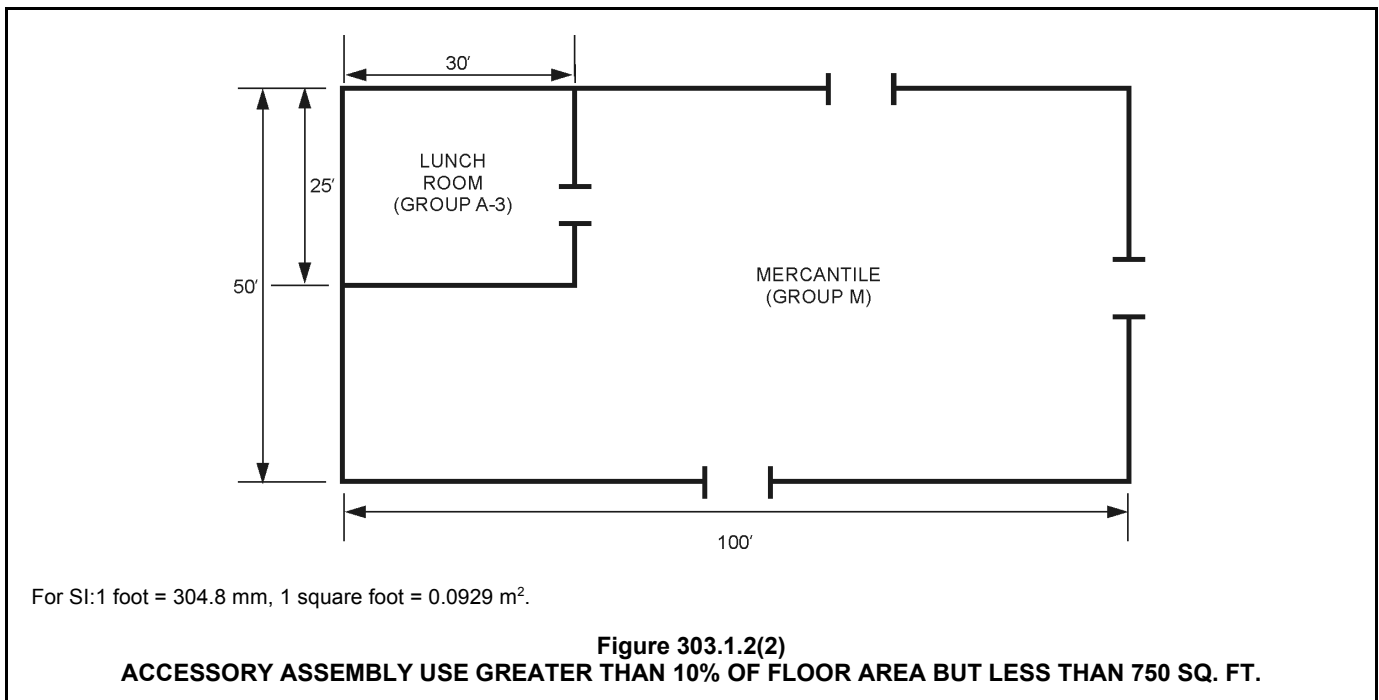 30′
LUNCH
ROOM
(GROUP A-3)
25′
50′
MERCANTILE
(GROUP M)
100′
For SI:1 foot = 304.8 mm, 1 square foot = 0.0929 m².
Figure 303.1.2(2)
ACCESSORY ASSEMBLY USE GREATER THAN 10% OF FLOOR AREA BUT LESS THAN 750 SQ. FT.